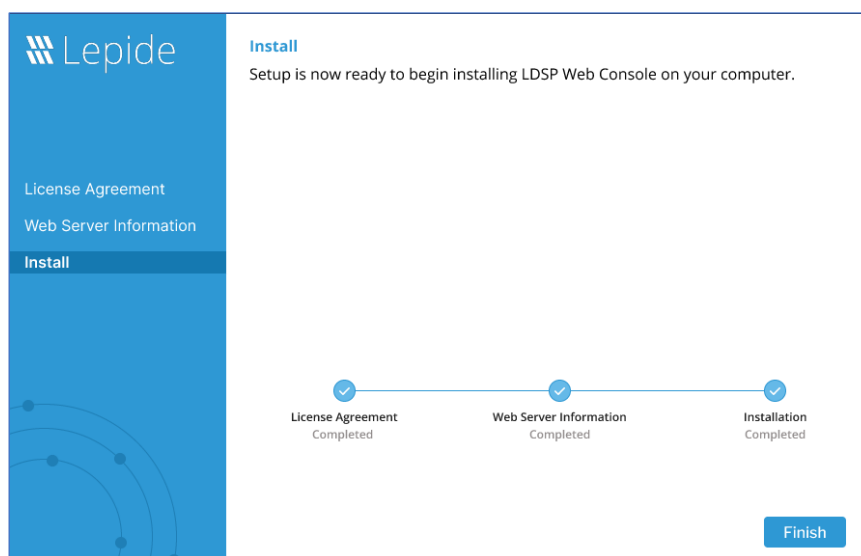 Lepide
License Agreement
Web Server Information
Install
Install
Setup is now ready to begin installing LDSP Web Console on your computer.
License Agreement
Completed
Web Server Information
Completed
Installation
Completed
Finish